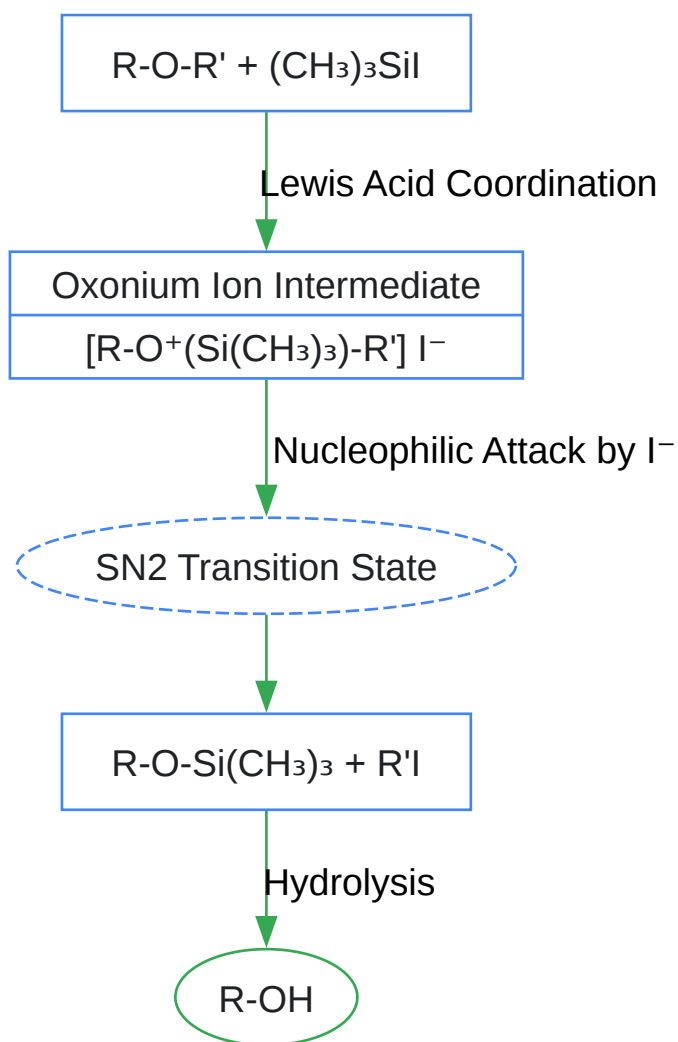 R-O-R' + (CH₃)₃SiI
Lewis Acid Coordination
Oxonium Ion Intermediate
[R-O⁺(Si(CH₃)₃)-R'] I⁻
Nucleophilic Attack by I⁻
SN2 Transition State
R-O-Si(CH₃)₃ + R'I
Hydrolysis
R-OH